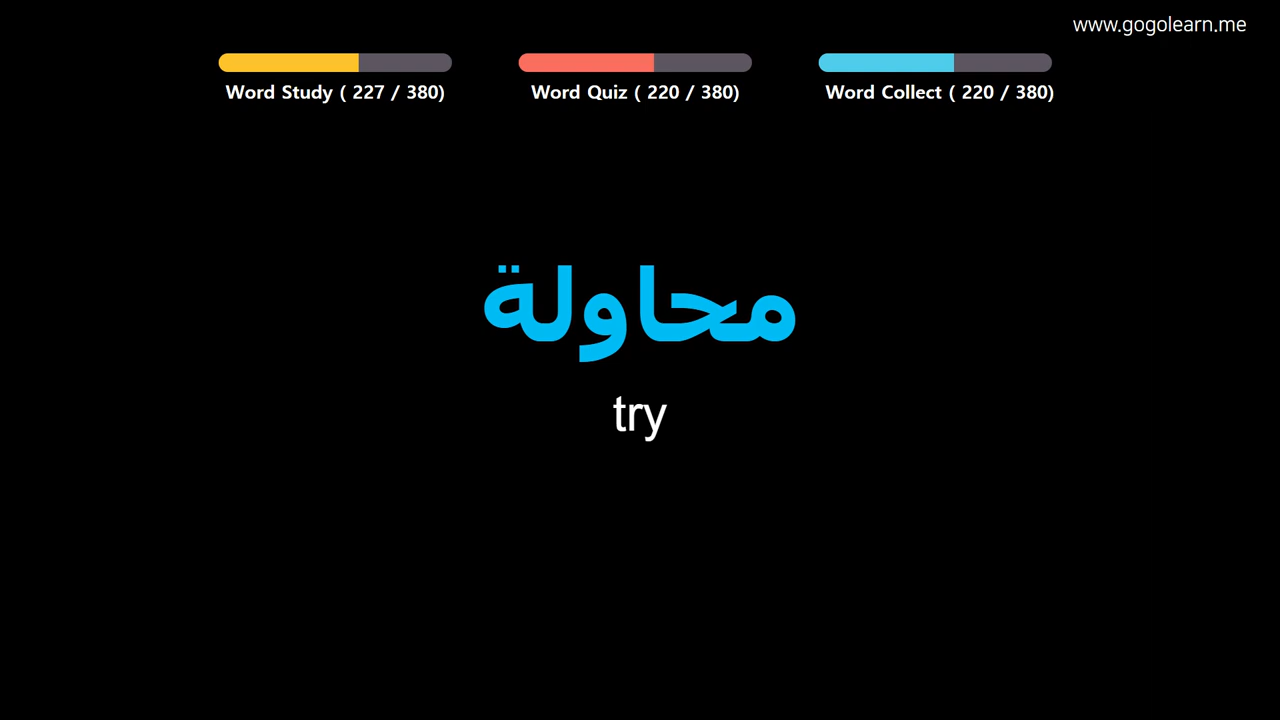 www.gogolearn.me
Word Study ( 227 / 380)
Word Quiz ( 220 / 380)
Word Collect ( 220 / 380)
محاولة
try